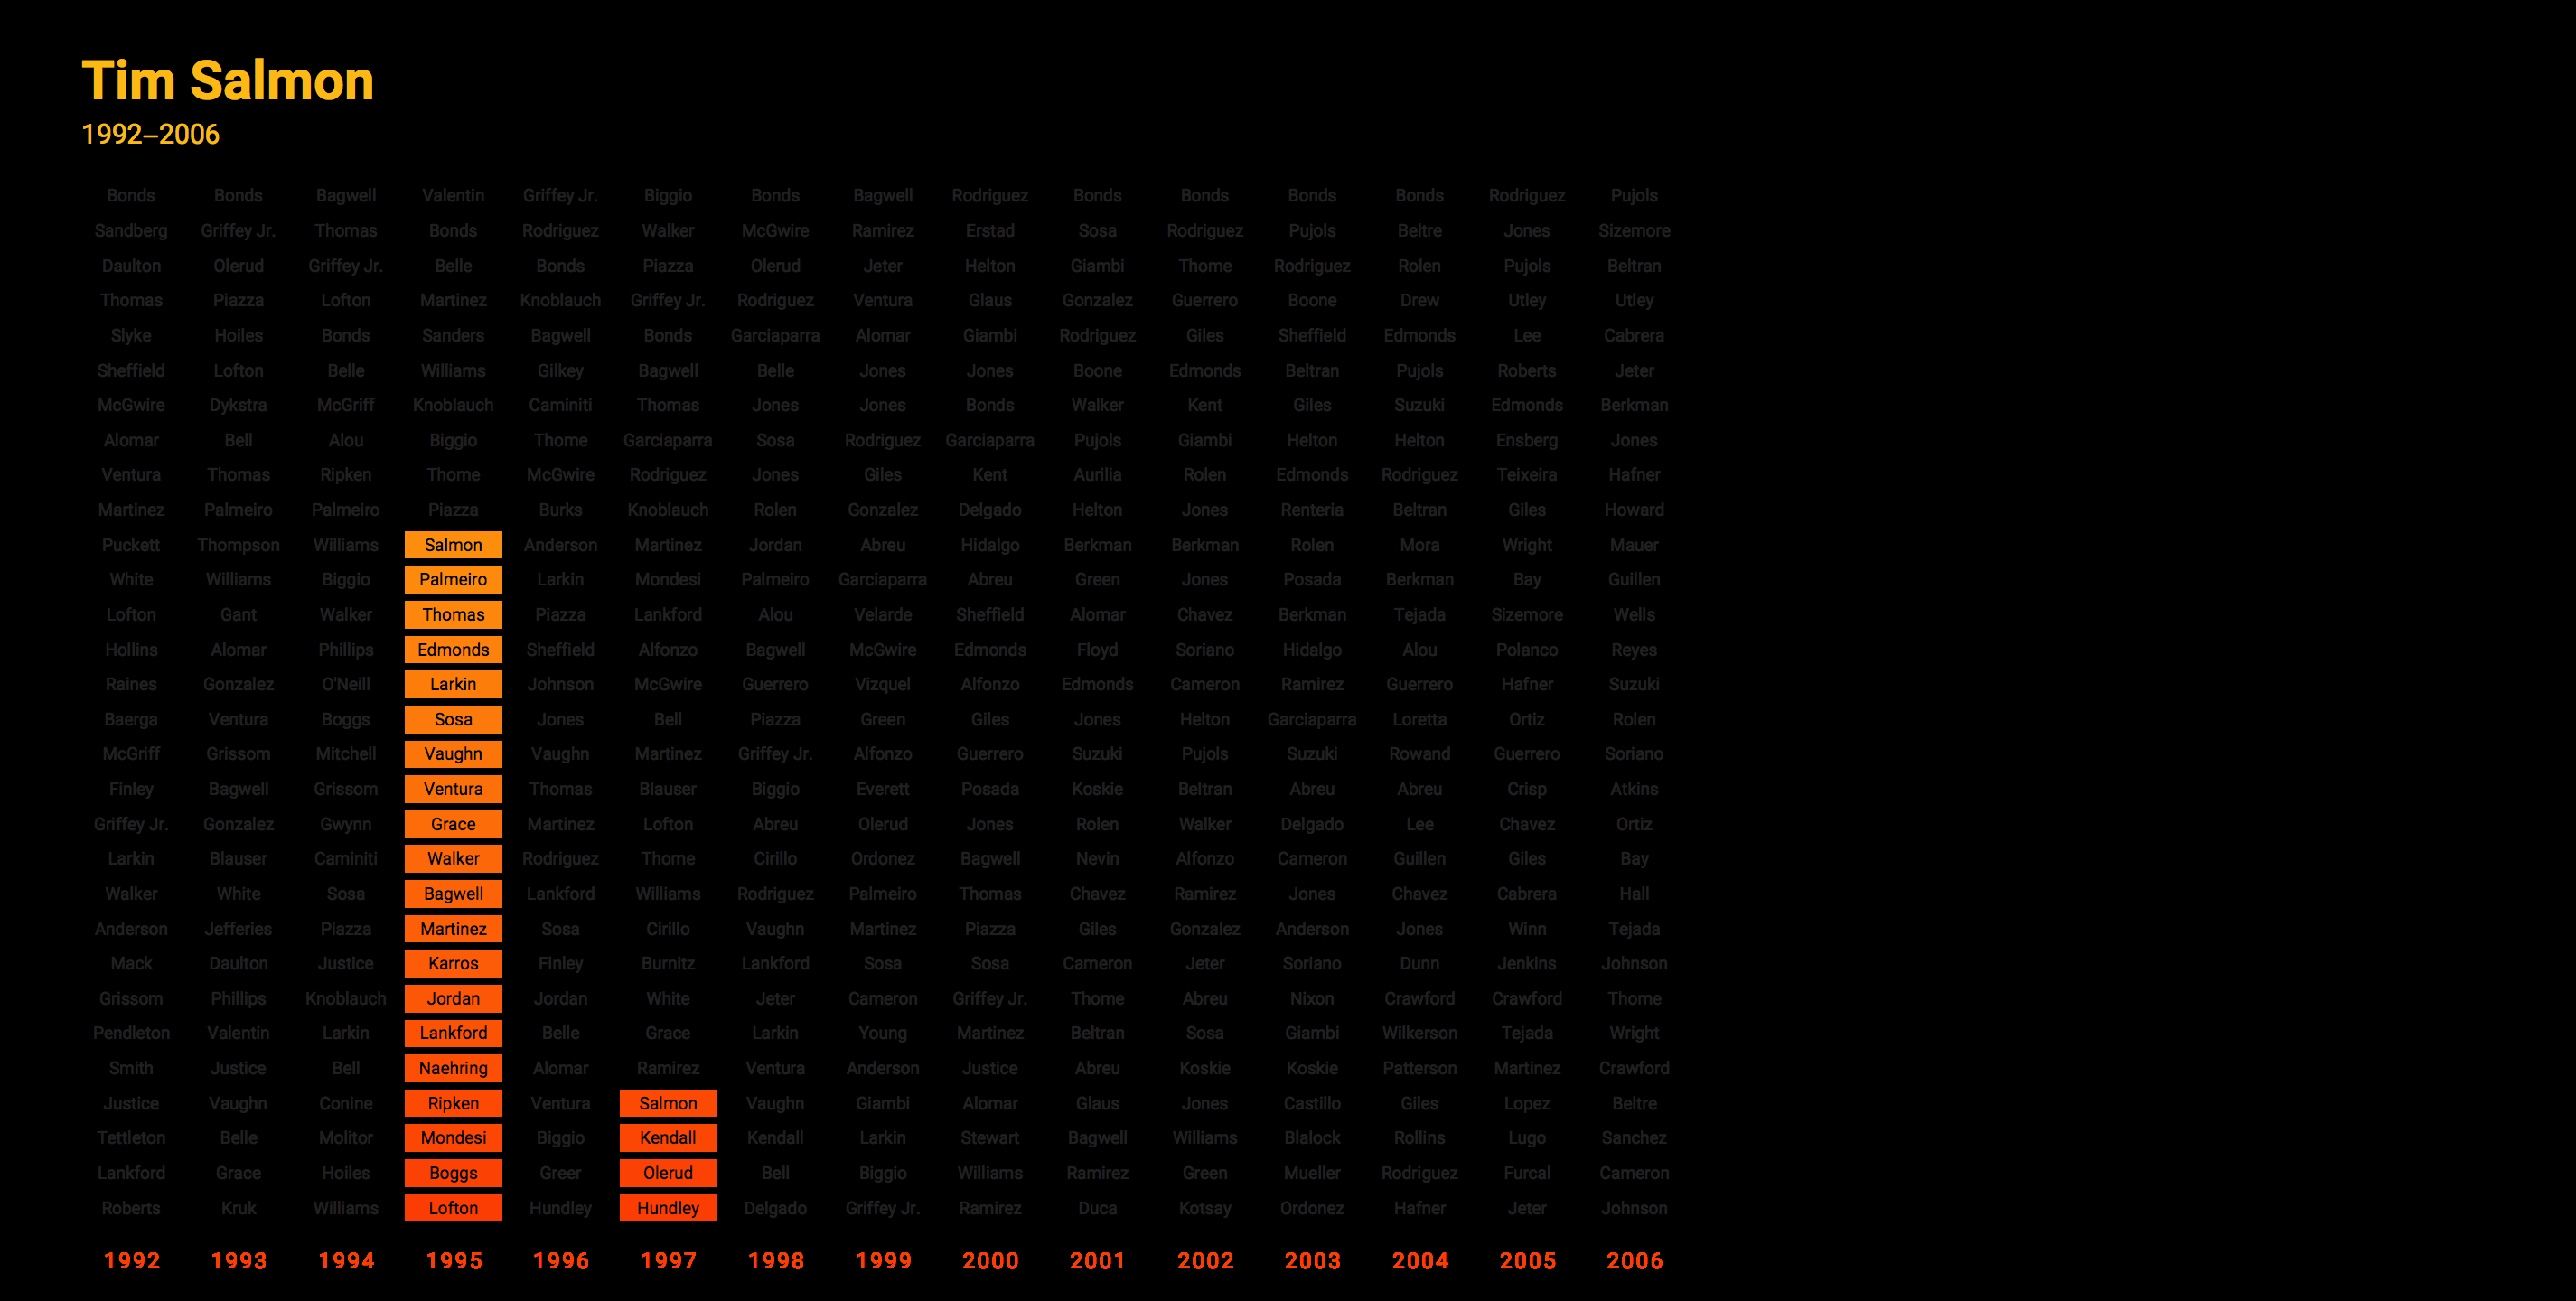 Tim Salmon
1992–2006
Bonds Bonds Bagwell Valentin Griffey Jr. Biggio Bonds Bagwell Rodriguez Bonds Bonds Bonds Bonds Rodriguez Pujols
Sandberg Griffey Jr. Thomas Bonds Rodriguez Walker McGwire Ramirez Erstad Sosa Rodriguez Pujols Beltre Jones Sizemore
Daulton Olerud Griffey Jr. Belle Bonds Piazza Olerud Jeter Helton Giambi Thome Rodriguez Rolen Pujols Beltran
Thomas Piazza Lofton Martinez Knoblauch Griffey Jr. Rodriguez Ventura Glaus Gonzalez Guerrero Boone Drew Utley Utley
Slyke Hoiles Bonds Sanders Bagwell Bonds Garciaparra Alomar Giambi Rodriguez Giles Sheffield Edmonds Lee Cabrera
Sheffield Lofton Belle Williams Gilkey Bagwell Belle Jones Jones Boone Edmonds Beltran Pujols Roberts Jeter
McGwire Dykstra McGriff Knoblauch Caminiti Thomas Jones Jones Bonds Walker Kent Giles Suzuki Edmonds Berkman
Alomar Bell Alou Biggio Thome Garciaparra Sosa Rodriguez Garciaparra Pujols Giambi Helton Helton Ensberg Jones
Ventura Thomas Ripken Thome McGwire Rodriguez Jones Giles Kent Aurilia Rolen Edmonds Rodriguez Teixeira Hafner
Martinez Palmeiro Palmeiro Piazza Burks Knoblauch Rolen Gonzalez Delgado Helton Jones Renteria Beltran Giles Howard
Puckett Thompson Williams Salmon Anderson Martinez Jordan Abreu Hidalgo Berkman Berkman Rolen Mora Wright Mauer
White Williams Biggio Palmeiro Larkin Mondesi Palmeiro Garciaparra Abreu Green Jones Posada Berkman Bay Guillen
Lofton Gant Walker Thomas Piazza Lankford Alou Velarde Sheffield Alomar Chavez Berkman Tejada Sizemore Wells
Hollins Alomar Phillips Edmonds Sheffield Alfonzo Bagwell McGwire Edmonds Floyd Soriano Hidalgo Alou Polanco Reyes
Raines Gonzalez O'Neill Larkin Johnson McGwire Guerrero Vizquel Alfonzo Edmonds Cameron Ramirez Guerrero Hafner Suzuki
Baerga Ventura Boggs Sosa Jones Bell Piazza Green Giles Jones Helton Garciaparra Loretta Ortiz Rolen
McGriff Grissom Mitchell Vaughn Vaughn Martinez Griffey Jr. Alfonzo Guerrero Suzuki Pujols Suzuki Rowand Guerrero Soriano
Finley Bagwell Grissom Ventura Thomas Blauser Biggio Everett Posada Koskie Beltran Abreu Abreu Crisp Atkins
Griffey Jr. Gonzalez Gwynn Grace Martinez Lofton Abreu Olerud Jones Rolen Walker Delgado Lee Chavez Ortiz
Larkin Blauser Caminiti Walker Rodriguez Thome Cirillo Ordonez Bagwell Nevin Alfonzo Cameron Guillen Giles Bay
Walker White Sosa Bagwell Lankford Williams Rodriguez Palmeiro Thomas Chavez Ramirez Jones Chavez Cabrera Hall
Anderson Jefferies Piazza Martinez Sosa Cirillo Vaughn Martinez Piazza Giles Gonzalez Anderson Jones Winn Tejada
Mack Daulton Justice Karros Finley Burnitz Lankford Sosa Sosa Cameron Jeter Soriano Dunn Jenkins Johnson
Grissom Phillips Knoblauch Jordan Jordan White Jeter Cameron Griffey Jr. Thome Abreu Nixon Crawford Crawford Thome
Pendleton Valentin Larkin Lankford Belle Grace Larkin Young Martinez Beltran Sosa Giambi Wilkerson Tejada Wright
Smith Justice Bell Naehring Alomar Ramirez Ventura Anderson Justice Abreu Koskie Koskie Patterson Martinez Crawford
Justice Vaughn Conine Ripken Ventura Salmon Vaughn Giambi Alomar Glaus Jones Castillo Giles Lopez Beltre
Tettleton Belle Molitor Mondesi Biggio Kendall Kendall Larkin Stewart Bagwell Williams Blalock Rollins Lugo Sanchez
Lankford Grace Hoiles Boggs Greer Olerud Bell Biggio Williams Ramirez Green Mueller Rodriguez Furcal Cameron
Roberts Kruk Williams Lofton Hundley Hundley Delgado Griffey Jr. Ramirez Duca Kotsay Ordonez Hafner Jeter Johnson
1992 1993 1994 1995 1996 1997 1998 1999 2000 2001 2002 2003 2004 2005 2006